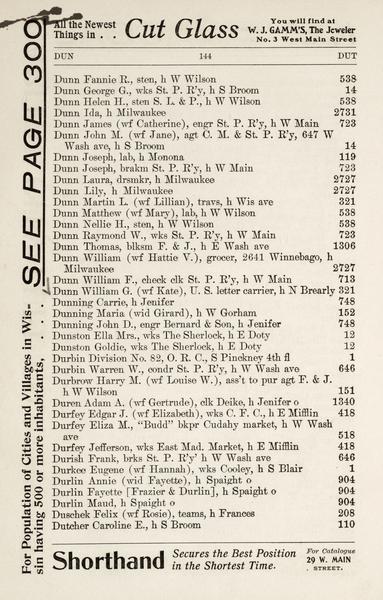 All the Newest
Things in . .
Cut Glass
You will find at
W. J. GAMM'S, The Jeweler
No. 3 West Main Street
For Population of Cities and Villages in Wis-
sin having 500 or more inhabitants, . . . SEE PAGE 300
DUN 144 DUT
Dunn Fannie R., sten, h W Wilson 538
Dunn George G., wks St. P. R'y, h S Broom 14
Dunn Helen H., sten S. L. & P., h W Wilson 538
Dunn Ida, h Milwaukee 2731
Dunn James (wf Catherine), engr St. P. R'y, h W Main 723
Dunn John M. (wf Jane), agt C. M. & St. P. R'y, 647 W
Wash ave, h S Broom 14
Dunn Joseph, lab, h Monona 119
Dunn Joseph, brakm St. P. R'y, h W Main 723
Dunn Laura, drsmkr, h Milwaukee 2727
Dunn Lily, h Milwaukee 2727
Dunn Martin L. (wf Lillian), travs, h Wis ave 321
Dunn Matthew (wf Mary), lab, h W Wilson 538
Dunn Nellie H., sten, h W Wilson 538
Dunn Raymond W., wks St. P. R'y, h W Main 723
Dunn Thomas, blksm F. & J., h E Wash ave 1306
Dunn William (wf Hattie V.), grocer, 2641 Winnebago, h
Milwaukee 2727
Dunn William F., check clk St. P. R'y, h W Main 713
Dunn William G. (wf Kate), U. S. letter carrier, h N Brearly 321
Dunning Carrie, h Jenifer 748
Dunning Maria (wid Girard), h W Gorham 152
Dunning John D., engr Bernard & Son, h Jenifer 748
Dunston Ella Mrs., wks The Sherlock, h E Doty 12
Dunston Goldie, wks The Sherlock, h E Doty 12
Durbin Division No. 82, O. R. C., S Pinckney 4th fl 1
Durbin Warren W., condr St. P. R'y, h W Wash ave 646
Durbrow Harry M. (wf Louise W.), ass't to pur agt F. & J.
h W Wilson 151
Duren Adam A. (wf Gertrude), clk Deike, h Jenifer o 1340
Durfey Edgar J. (wf Elizabeth), wks C. F. C., h E Mifflin 418
Durfey Eliza M., "Budd" bkpr Cudahy market, h W Wash
ave 518
Durfey Jefferson, wks East Mad. Market, h E Mifflin 418
Durish Frank, brks St. P. R'y h W Wash ave 646
Durkee Eugene (wf Hannah), wks Cooley, h S Blair 1
Durlin Annie (wid Fayette), h Spaight o 904
Durlin Fayette [Frazier & Durlin], h Spaight o 904
Durlin Maud, h Spaight o 904
Duschek Felix (wf Rosie), teams, h Frances 208
Dutcher Caroline E., h S Broom 110
Shorthand
Secures the Best Position
in the Shortest Time.
For Catalogue
29 W. MAIN
STREET.